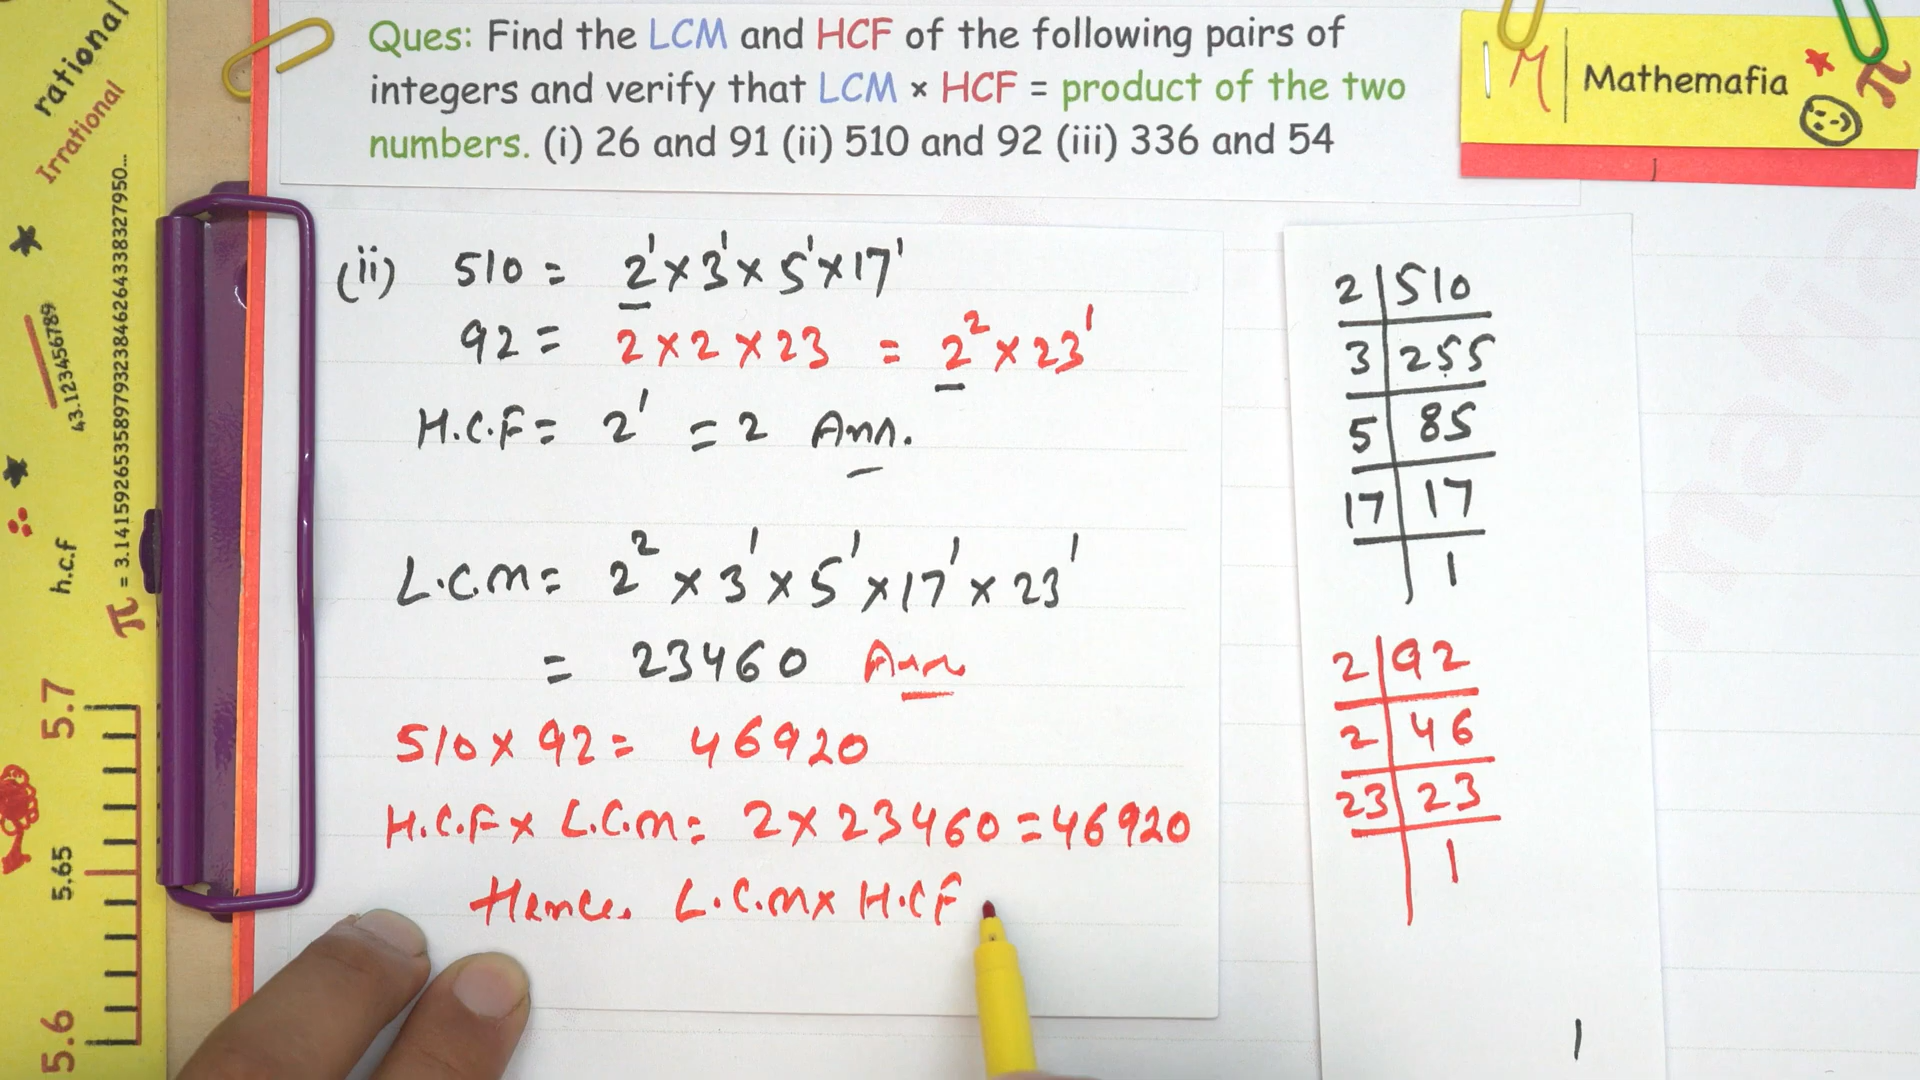 Ques: Find the LCM and HCF of the following pairs of
integers and verify that LCM × HCF = product of the two
numbers. (i) 26 and 91 (ii) 510 and 92 (iii) 336 and 54
M | Mathemafia π
rational
Irrational
π = 3.14159265358979323846264338327950...
43.123456789
h.c.f
5.7
5.65
5.6
(ii) 510 = 2¹ × 3¹ × 5¹ × 17¹
92 = 2 × 2 × 23 = 2² × 23¹
H.C.F = 2¹ = 2 Ann.
L.C.M = 2² × 3¹ × 5¹ × 17¹ × 23¹
= 23460 Ann
510 × 92 = 46920
H.C.F × L.C.M = 2 × 23460 = 46920
Hence. L.C.M × H.C.F
2 | 510
3 | 255
5 | 85
17 | 17
| 1
2 | 92
2 | 46
23 | 23
| 1